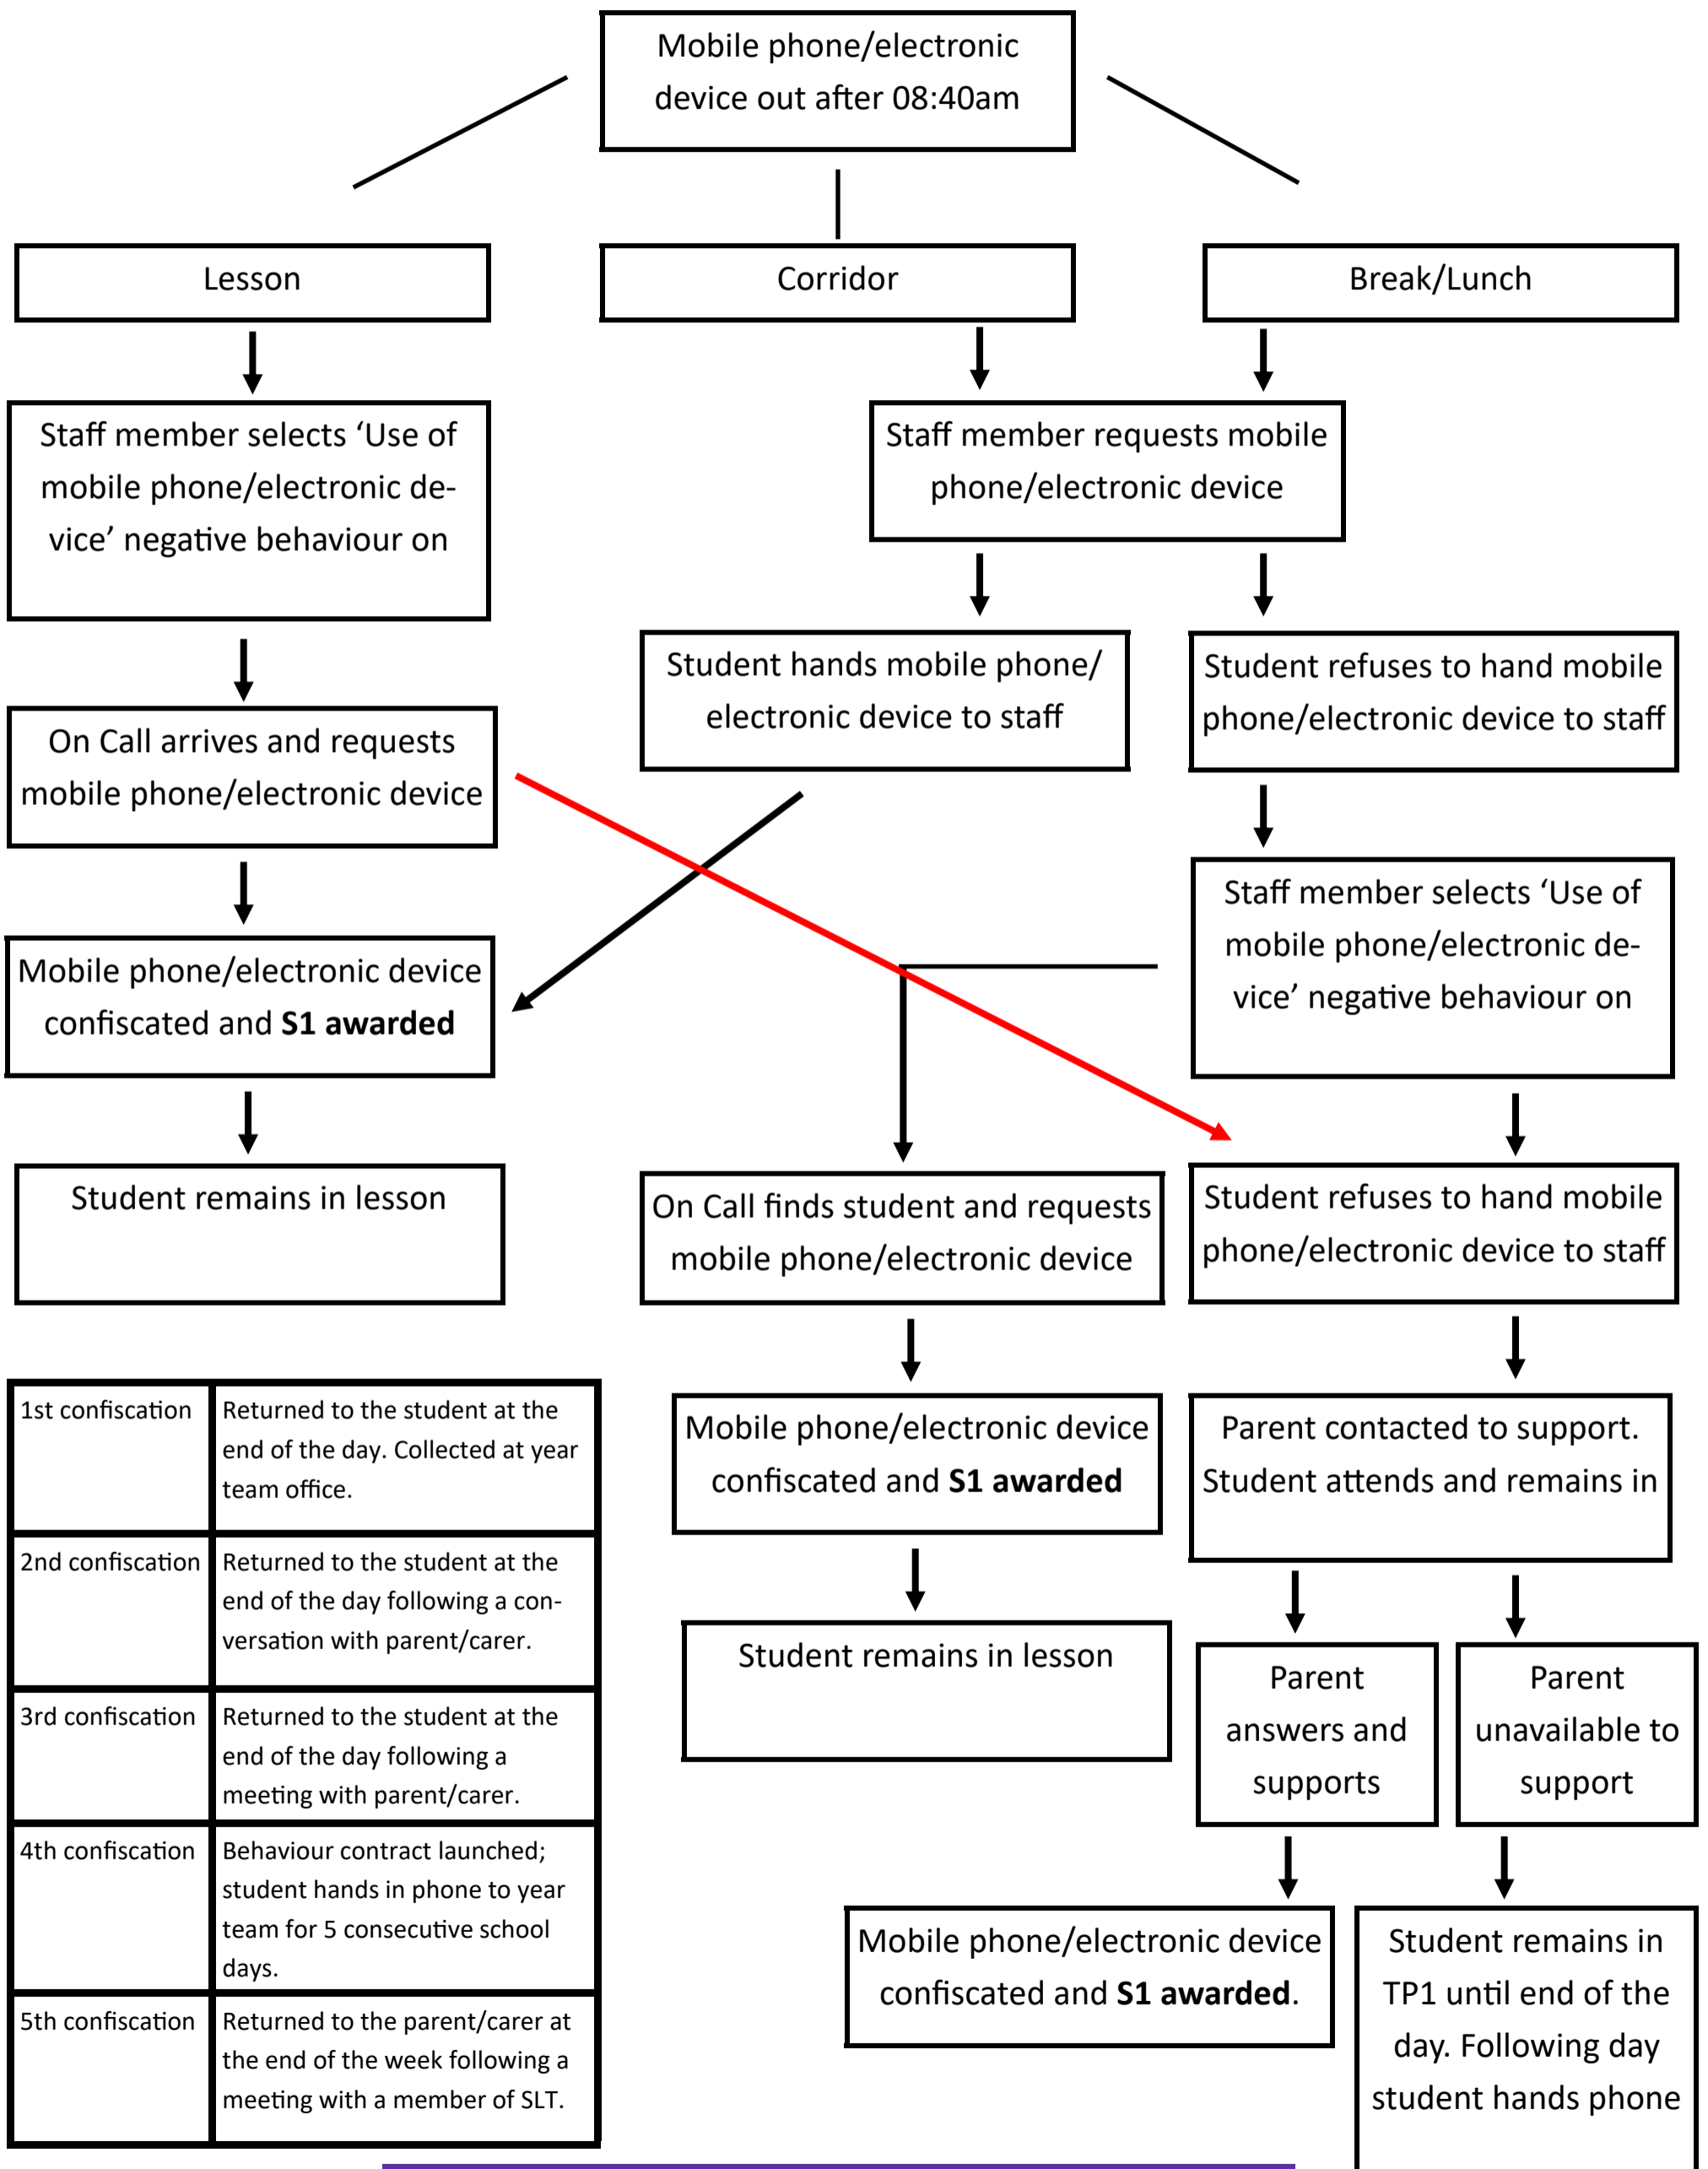 Mobile phone/electronic
device out after 08:40am
Lesson
Corridor
Break/Lunch
Staff member selects ‘Use of
mobile phone/electronic de-
vice’ negative behaviour on
Staff member requests mobile
phone/electronic device
Student hands mobile phone/
electronic device to staff
Student refuses to hand mobile
phone/electronic device to staff
On Call arrives and requests
mobile phone/electronic device
Staff member selects ‘Use of
mobile phone/electronic de-
vice’ negative behaviour on
Mobile phone/electronic device
confiscated and S1 awarded
Student remains in lesson
On Call finds student and requests
mobile phone/electronic device
Student refuses to hand mobile
phone/electronic device to staff
Mobile phone/electronic device
confiscated and S1 awarded
Parent contacted to support.
Student attends and remains in
Student remains in lesson
Parent
answers and
supports
Parent
unavailable to
support
Mobile phone/electronic device
confiscated and S1 awarded.
Student remains in
TP1 until end of the
day. Following day
student hands phone
1st confiscation
Returned to the student at the
end of the day. Collected at year
team office.
2nd confiscation
Returned to the student at the
end of the day following a con-
versation with parent/carer.
3rd confiscation
Returned to the student at the
end of the day following a
meeting with parent/carer.
4th confiscation
Behaviour contract launched;
student hands in phone to year
team for 5 consecutive school
days.
5th confiscation
Returned to the parent/carer at
the end of the week following a
meeting with a member of SLT.